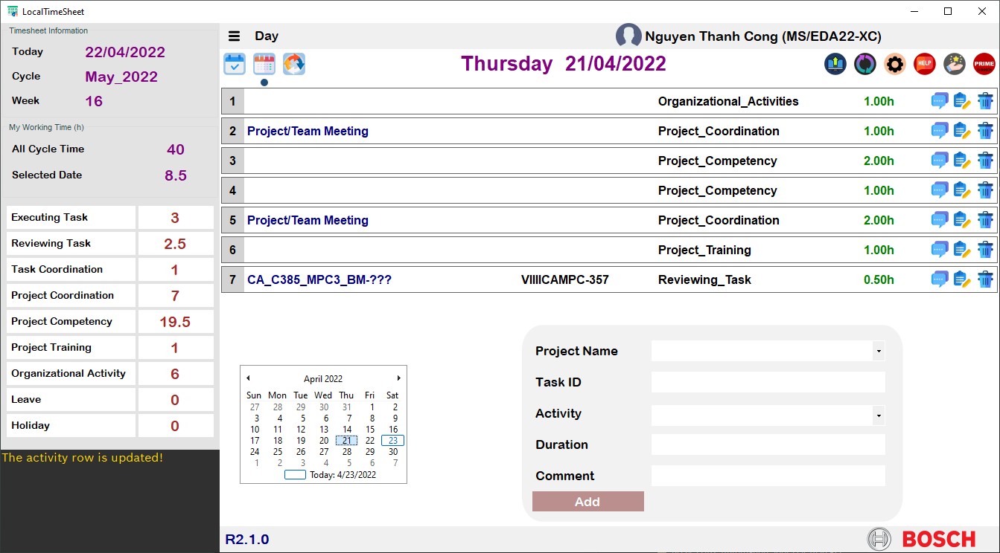 LocalTimeSheet
Timesheet Information
Today 22/04/2022
Cycle May_2022
Week 16
My Working Time (h)
All Cycle Time 40
Selected Date 8.5
Executing Task 3
Reviewing Task 2.5
Task Coordination 1
Project Coordination 7
Project Competency 19.5
Project Training 1
Organizational Activity 6
Leave 0
Holiday 0
The activity row is updated!
Day
Nguyen Thanh Cong (MS/EDA22-XC)
Thursday 21/04/2022
HELP
PRIME
1 Organizational_Activities 1.00h
2 Project/Team Meeting Project_Coordination 1.00h
3 Project_Competency 2.00h
4 Project_Competency 1.00h
5 Project/Team Meeting Project_Coordination 2.00h
6 Project_Training 1.00h
7 CA_C385_MPC3_BM-??? VIIIICAMPC-357 Reviewing_Task 0.50h
April 2022
Sun Mon Tue Wed Thu Fri Sat
27 28 29 30 31 1 2
3 4 5 6 7 8 9
10 11 12 13 14 15 16
17 18 19 20 21 22 23
24 25 26 27 28 29 30
1 2 3 4 5 6 7
Today: 4/23/2022
Project Name
Task ID
Activity
Duration
Comment
Add
R2.1.0
BOSCH